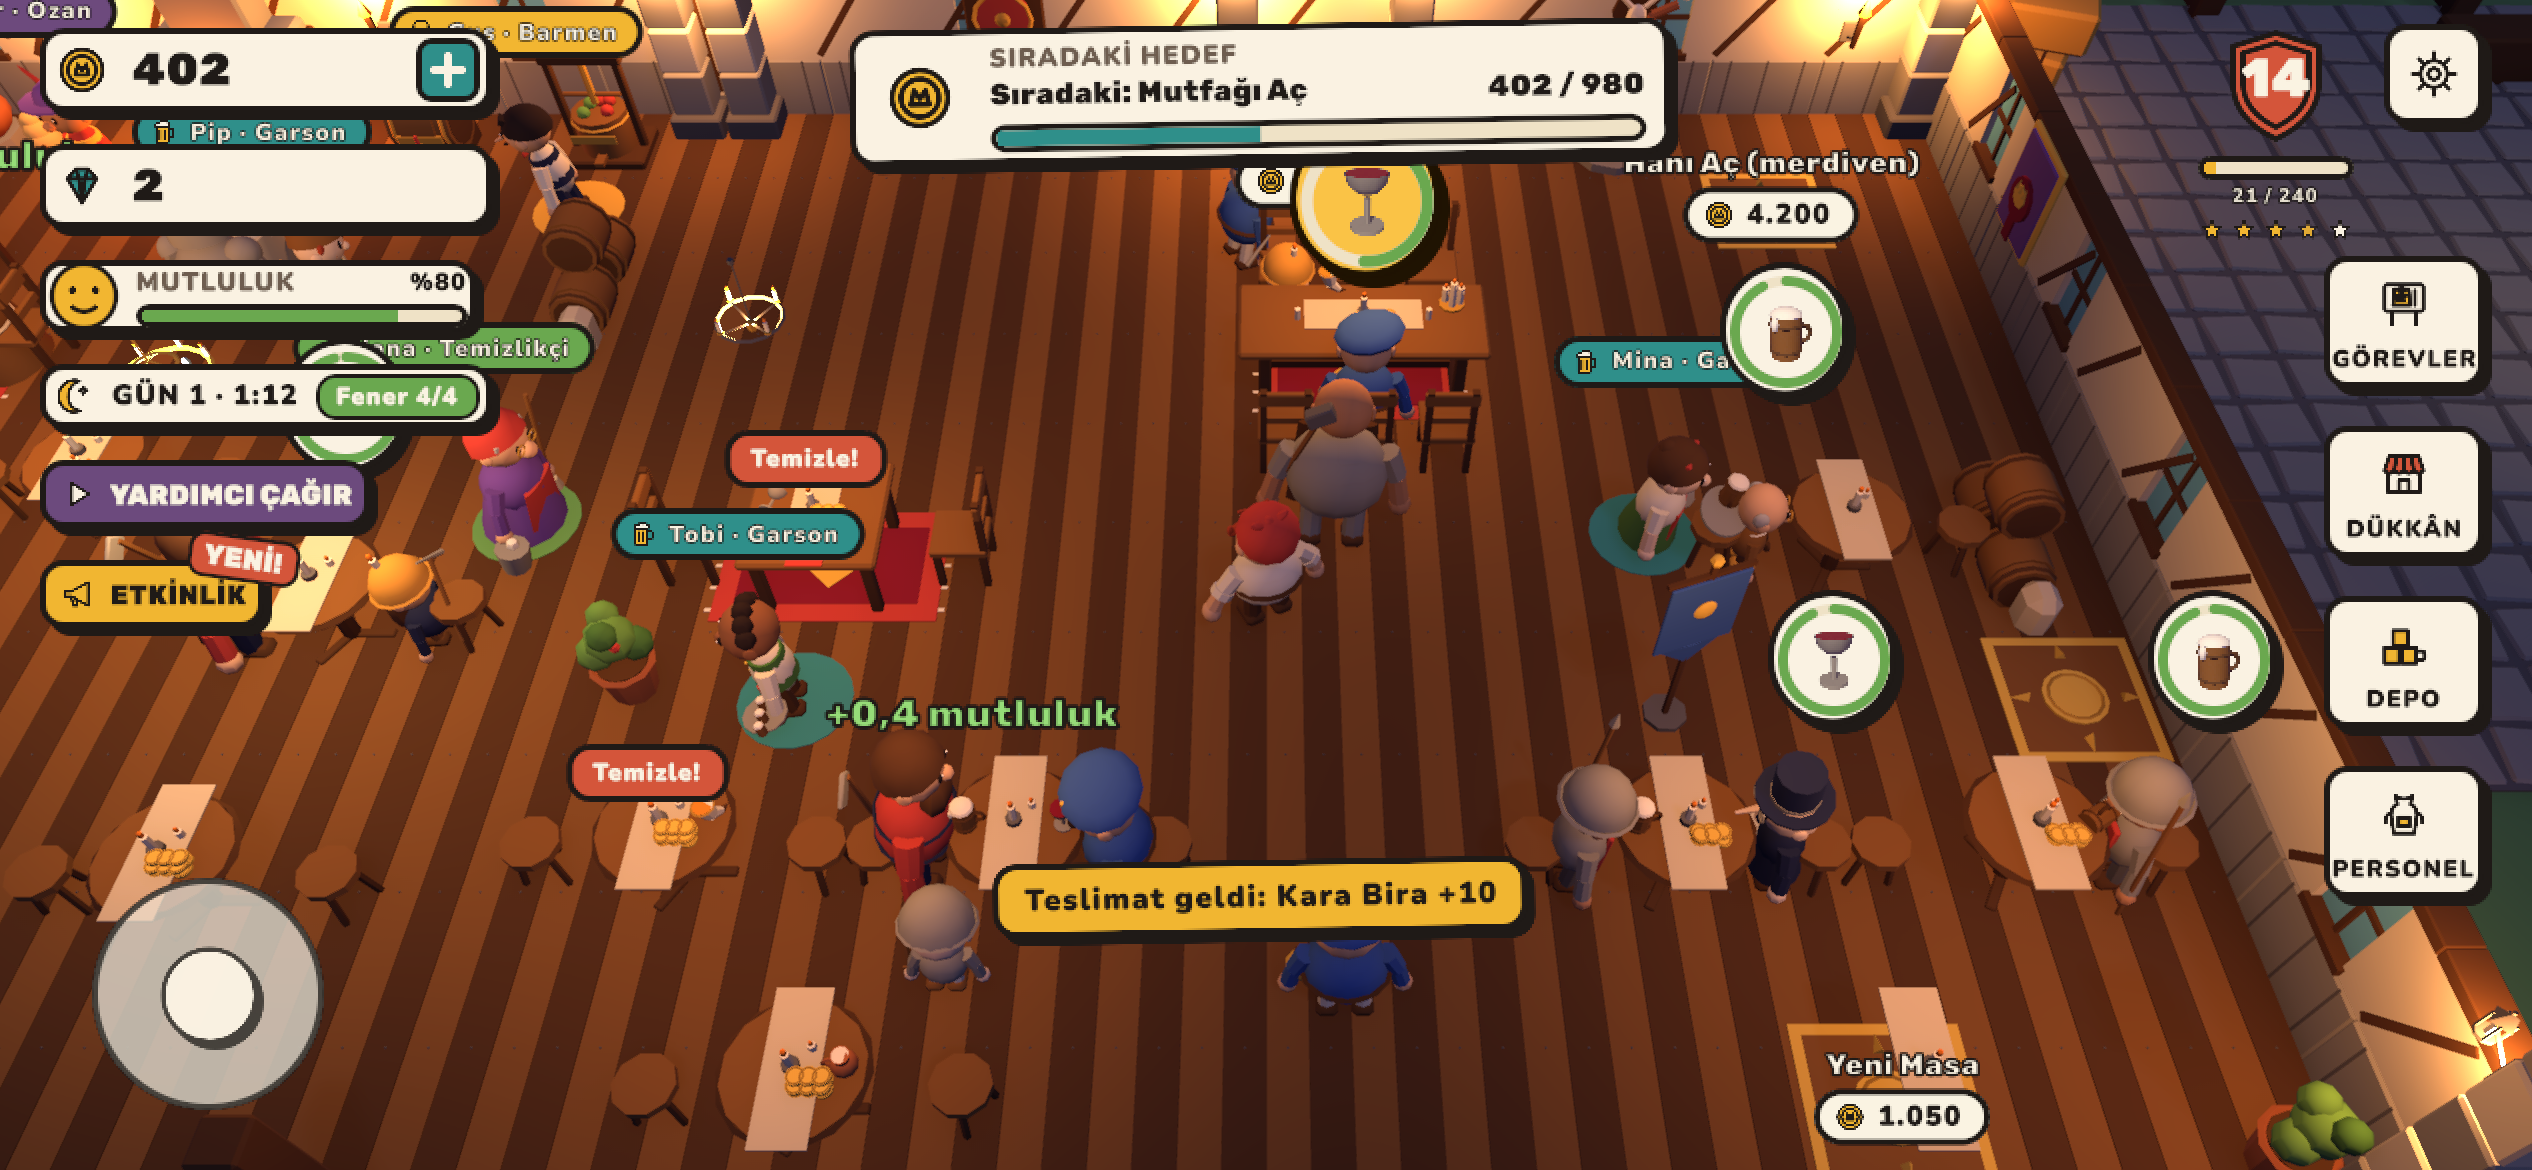 Ozan
Barmen
402
SIRADAKİ HEDEF
Sıradaki: Mutfağı Aç
402 / 980
14
Pip · Garson
2
Hanı Aç (merdiven)
4.200
21 / 240
MUTLULUK
%80
Temizlikçi
Mina
GÖREVLER
GÜN 1 · 1:12
Fener 4/4
Temizle!
YARDIMCI ÇAĞIR
Tobi · Garson
DÜKKÂN
YENİ!
ETKİNLİK
+0,4 mutluluk
DEPO
Temizle!
Teslimat geldi: Kara Bira +10
PERSONEL
Yeni Masa
1.050